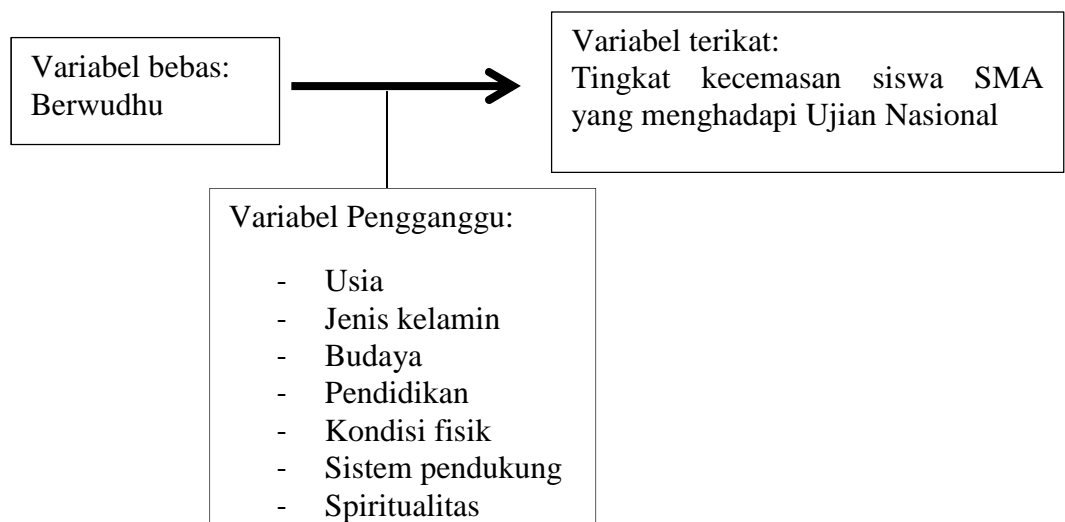 Variabel bebas:
Berwudhu
Variabel terikat:
Tingkat kecemasan siswa SMA
yang menghadapi Ujian Nasional
Variabel Pengganggu:
- Usia
- Jenis kelamin
- Budaya
- Pendidikan
- Kondisi fisik
- Sistem pendukung
- Spiritualitas